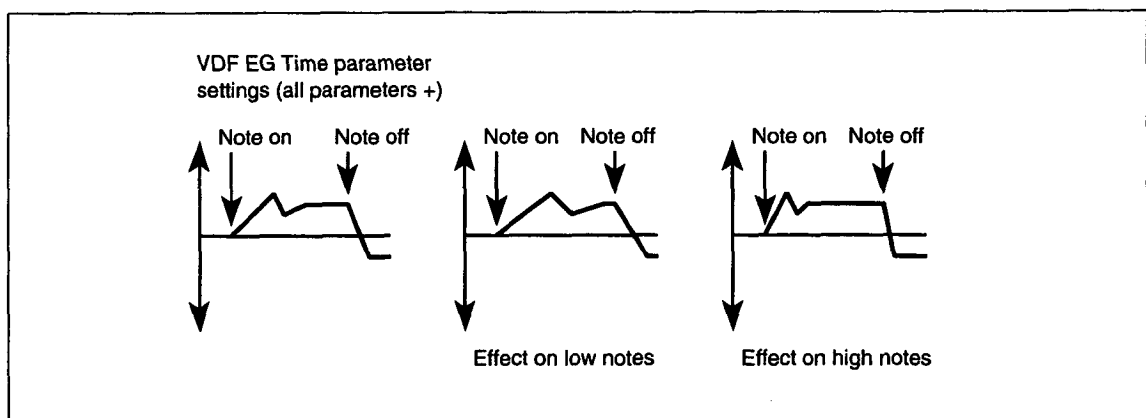 VDF EG Time parameter
settings (all parameters +)
Note on Note off Note on Note off Note on Note off
Effect on low notes Effect on high notes